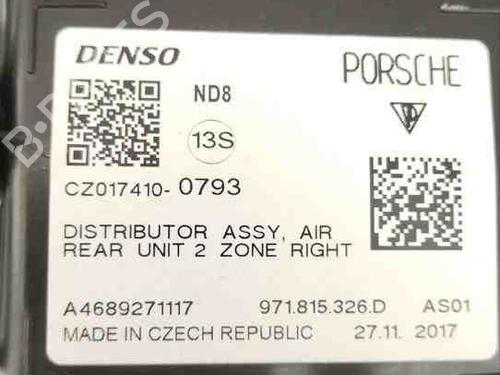 DENSO
PORSCHE
ND8
13S
CZ017410- 0793
DISTRIBUTOR ASSY, AIR
REAR UNIT 2 ZONE RIGHT
A4689271117 971.815.326.D AS01
MADE IN CZECH REPUBLIC 27.11. 2017